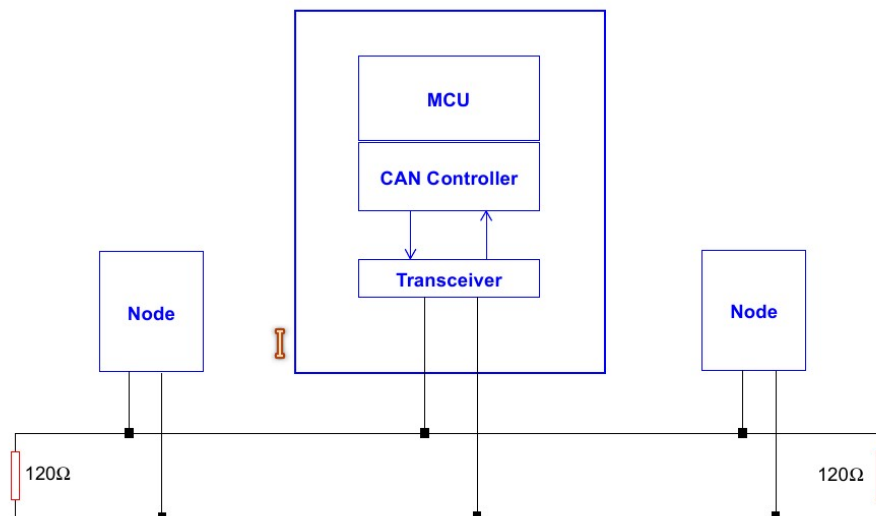 MCU
CAN Controller
Transceiver
Node
Node
120Ω
120Ω